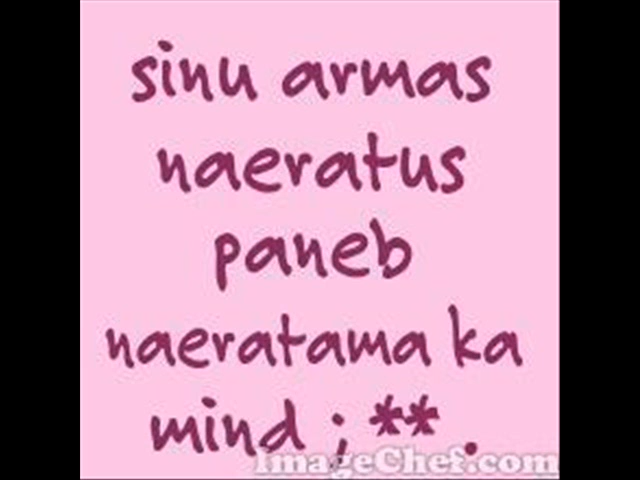 sinu armas
naeratus
paneb
naeratama ka
mind ; ** .
ImageChef.com